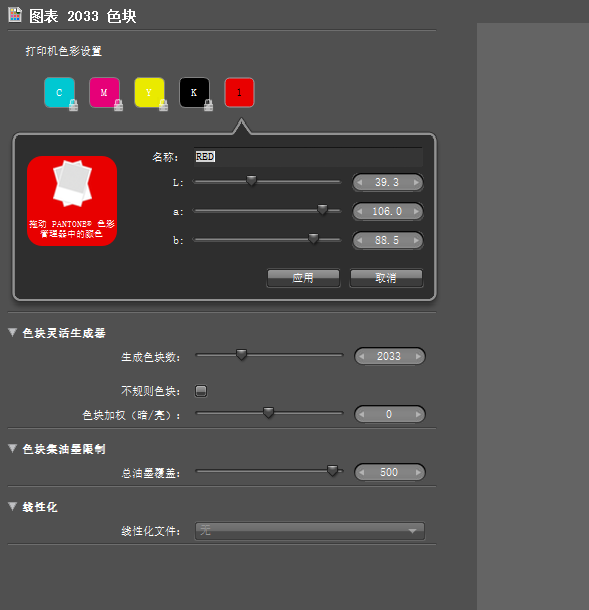 图表 2033 色块
打印机色彩设置
C M Y K 1
名称: RED
拖动 PANTONE® 色彩
管理器中的颜色
L: 39.3
a: 106.0
b: 88.5
应用 取消
色块灵活生成器
生成色块数: 2033
不规则色块:
色块加权（暗/亮）: 0
色块集油墨限制
总油墨覆盖: 500
线性化
线性化文件: 无